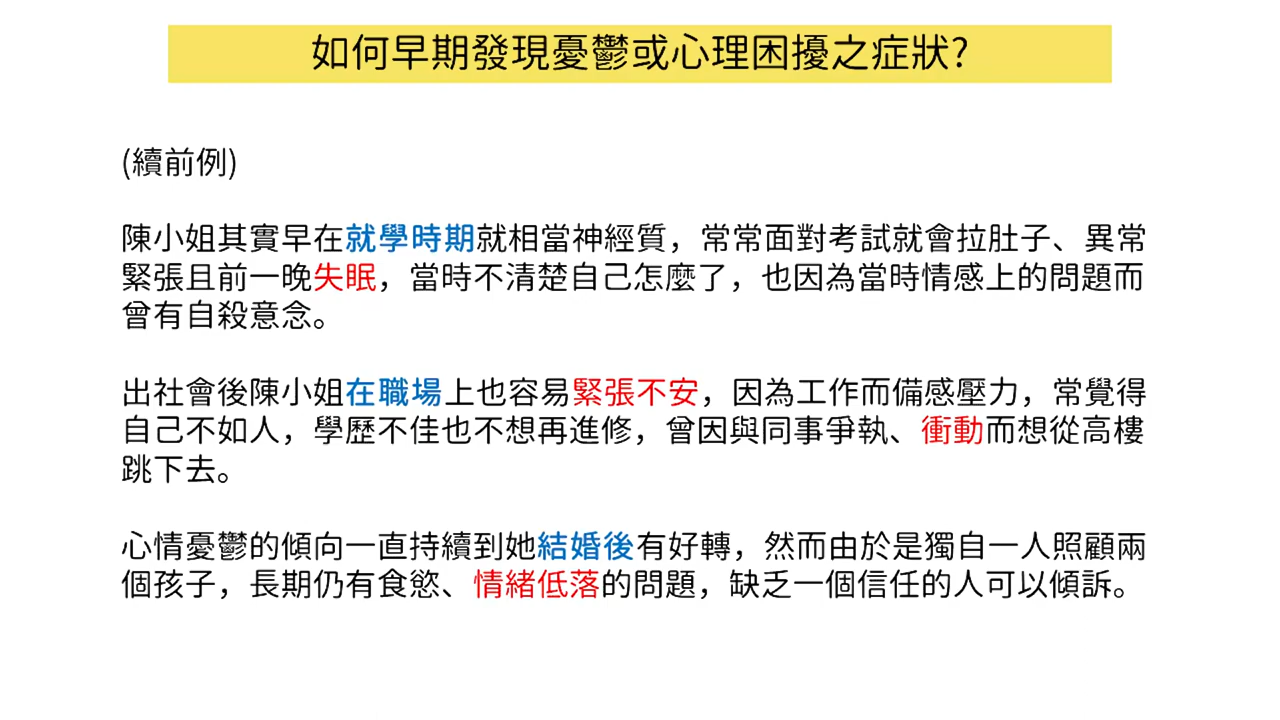 如何早期發現憂鬱或心理困擾之症狀?
(續前例)
陳小姐其實早在就學時期就相當神經質，常常面對考試就會拉肚子、異常
緊張且前一晚失眠，當時不清楚自己怎麼了，也因為當時情感上的問題而
曾有自殺意念。
出社會後陳小姐在職場上也容易緊張不安，因為工作而備感壓力，常覺得
自己不如人，學歷不佳也不想再進修，曾因與同事爭執、衝動而想從高樓
跳下去。
心情憂鬱的傾向一直持續到她結婚後有好轉，然而由於是獨自一人照顧兩
個孩子，長期仍有食慾、情緒低落的問題，缺乏一個信任的人可以傾訴。